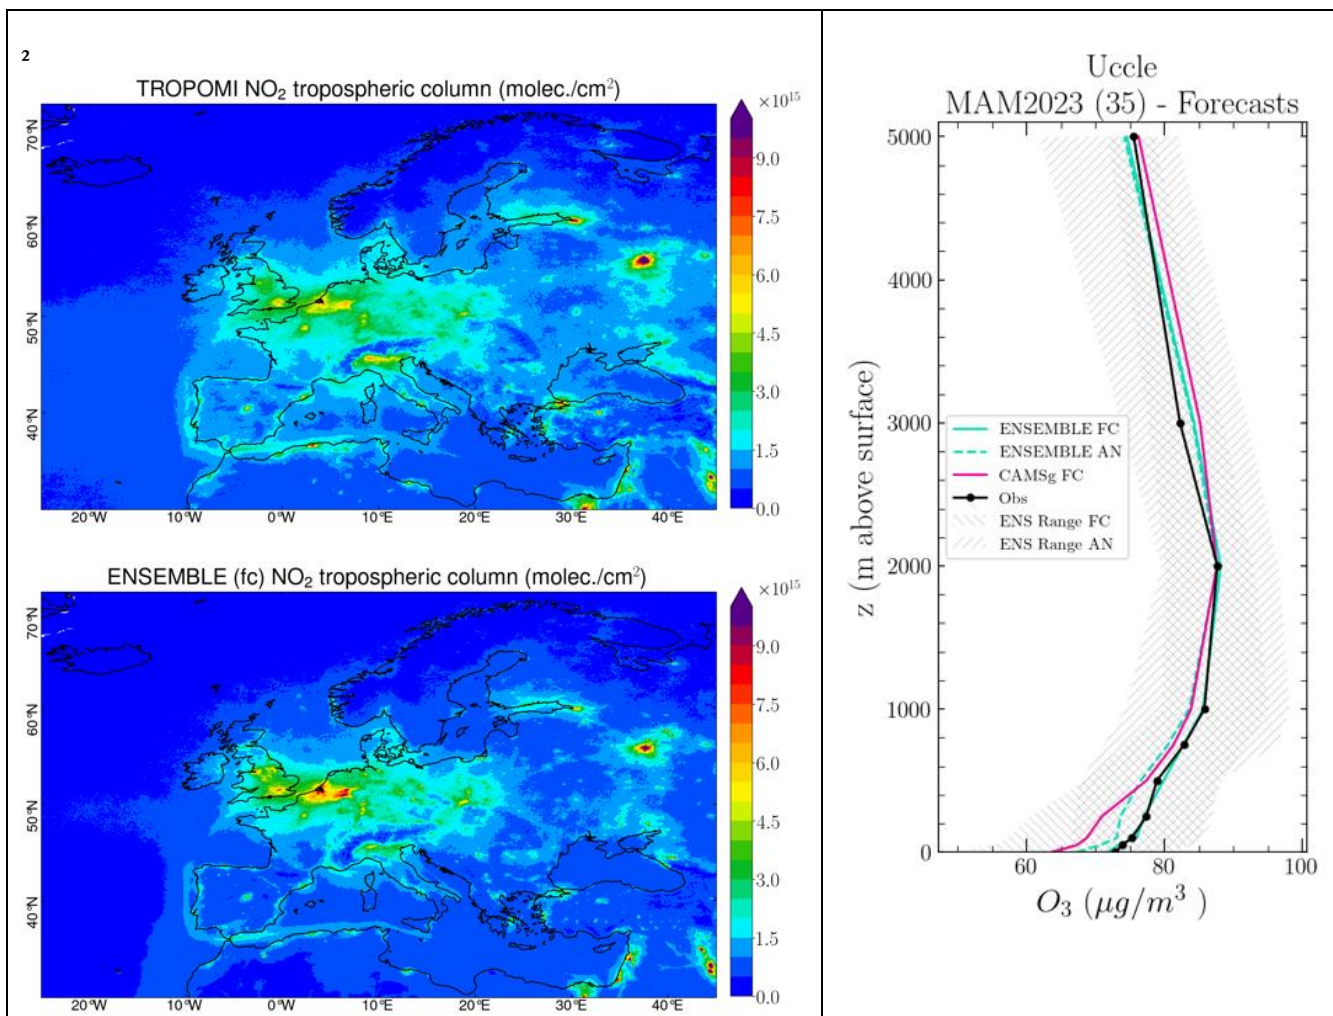 2
TROPOMI NO₂ tropospheric column (molec./cm²)
×10¹⁵
70°N
60°N
50°N
40°N
9.0
7.5
6.0
4.5
3.0
1.5
0.0
20°W 10°W 0°W 10°E 20°E 30°E 40°E
ENSEMBLE (fc) NO₂ tropospheric column (molec./cm²)
×10¹⁵
70°N
60°N
50°N
40°N
9.0
7.5
6.0
4.5
3.0
1.5
0.0
20°W 10°W 0°W 10°E 20°E 30°E 40°E
Uccle
MAM2023 (35) - Forecasts
5000
4000
3000
2000
1000
0
z (m above surface)
ENSEMBLE FC
ENSEMBLE AN
CAMSg FC
Obs
ENS Range FC
ENS Range AN
60 80 100
O₃ (μg/m³ )